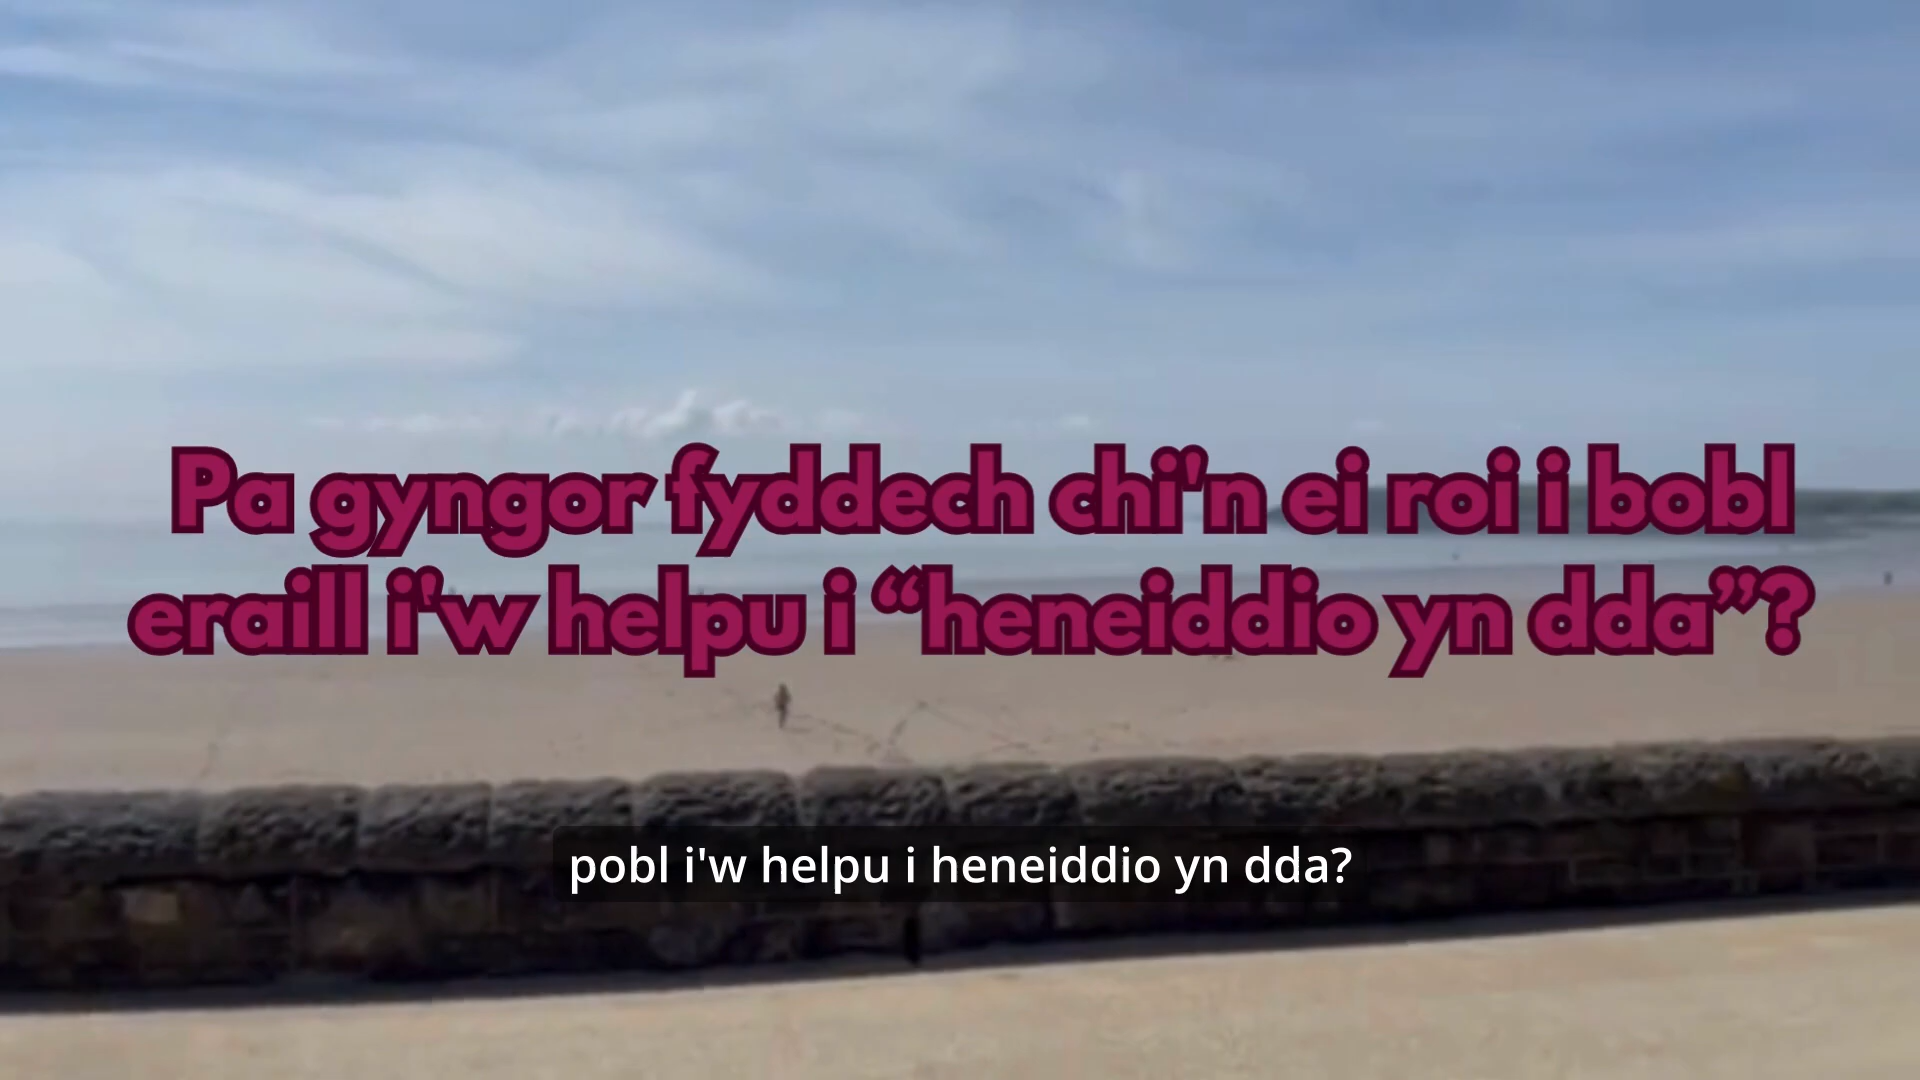 Pa gyngor fyddech chi'n ei roi i bobl
eraill i'w helpu i “heneiddio yn dda”?
pobl i'w helpu i heneiddio yn dda?